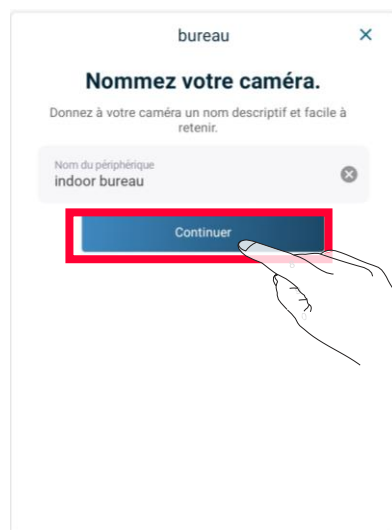 bureau
Nommez votre caméra.
Donnez à votre caméra un nom descriptif et facile à
retenir.
Nom du périphérique
indoor bureau
Continuer